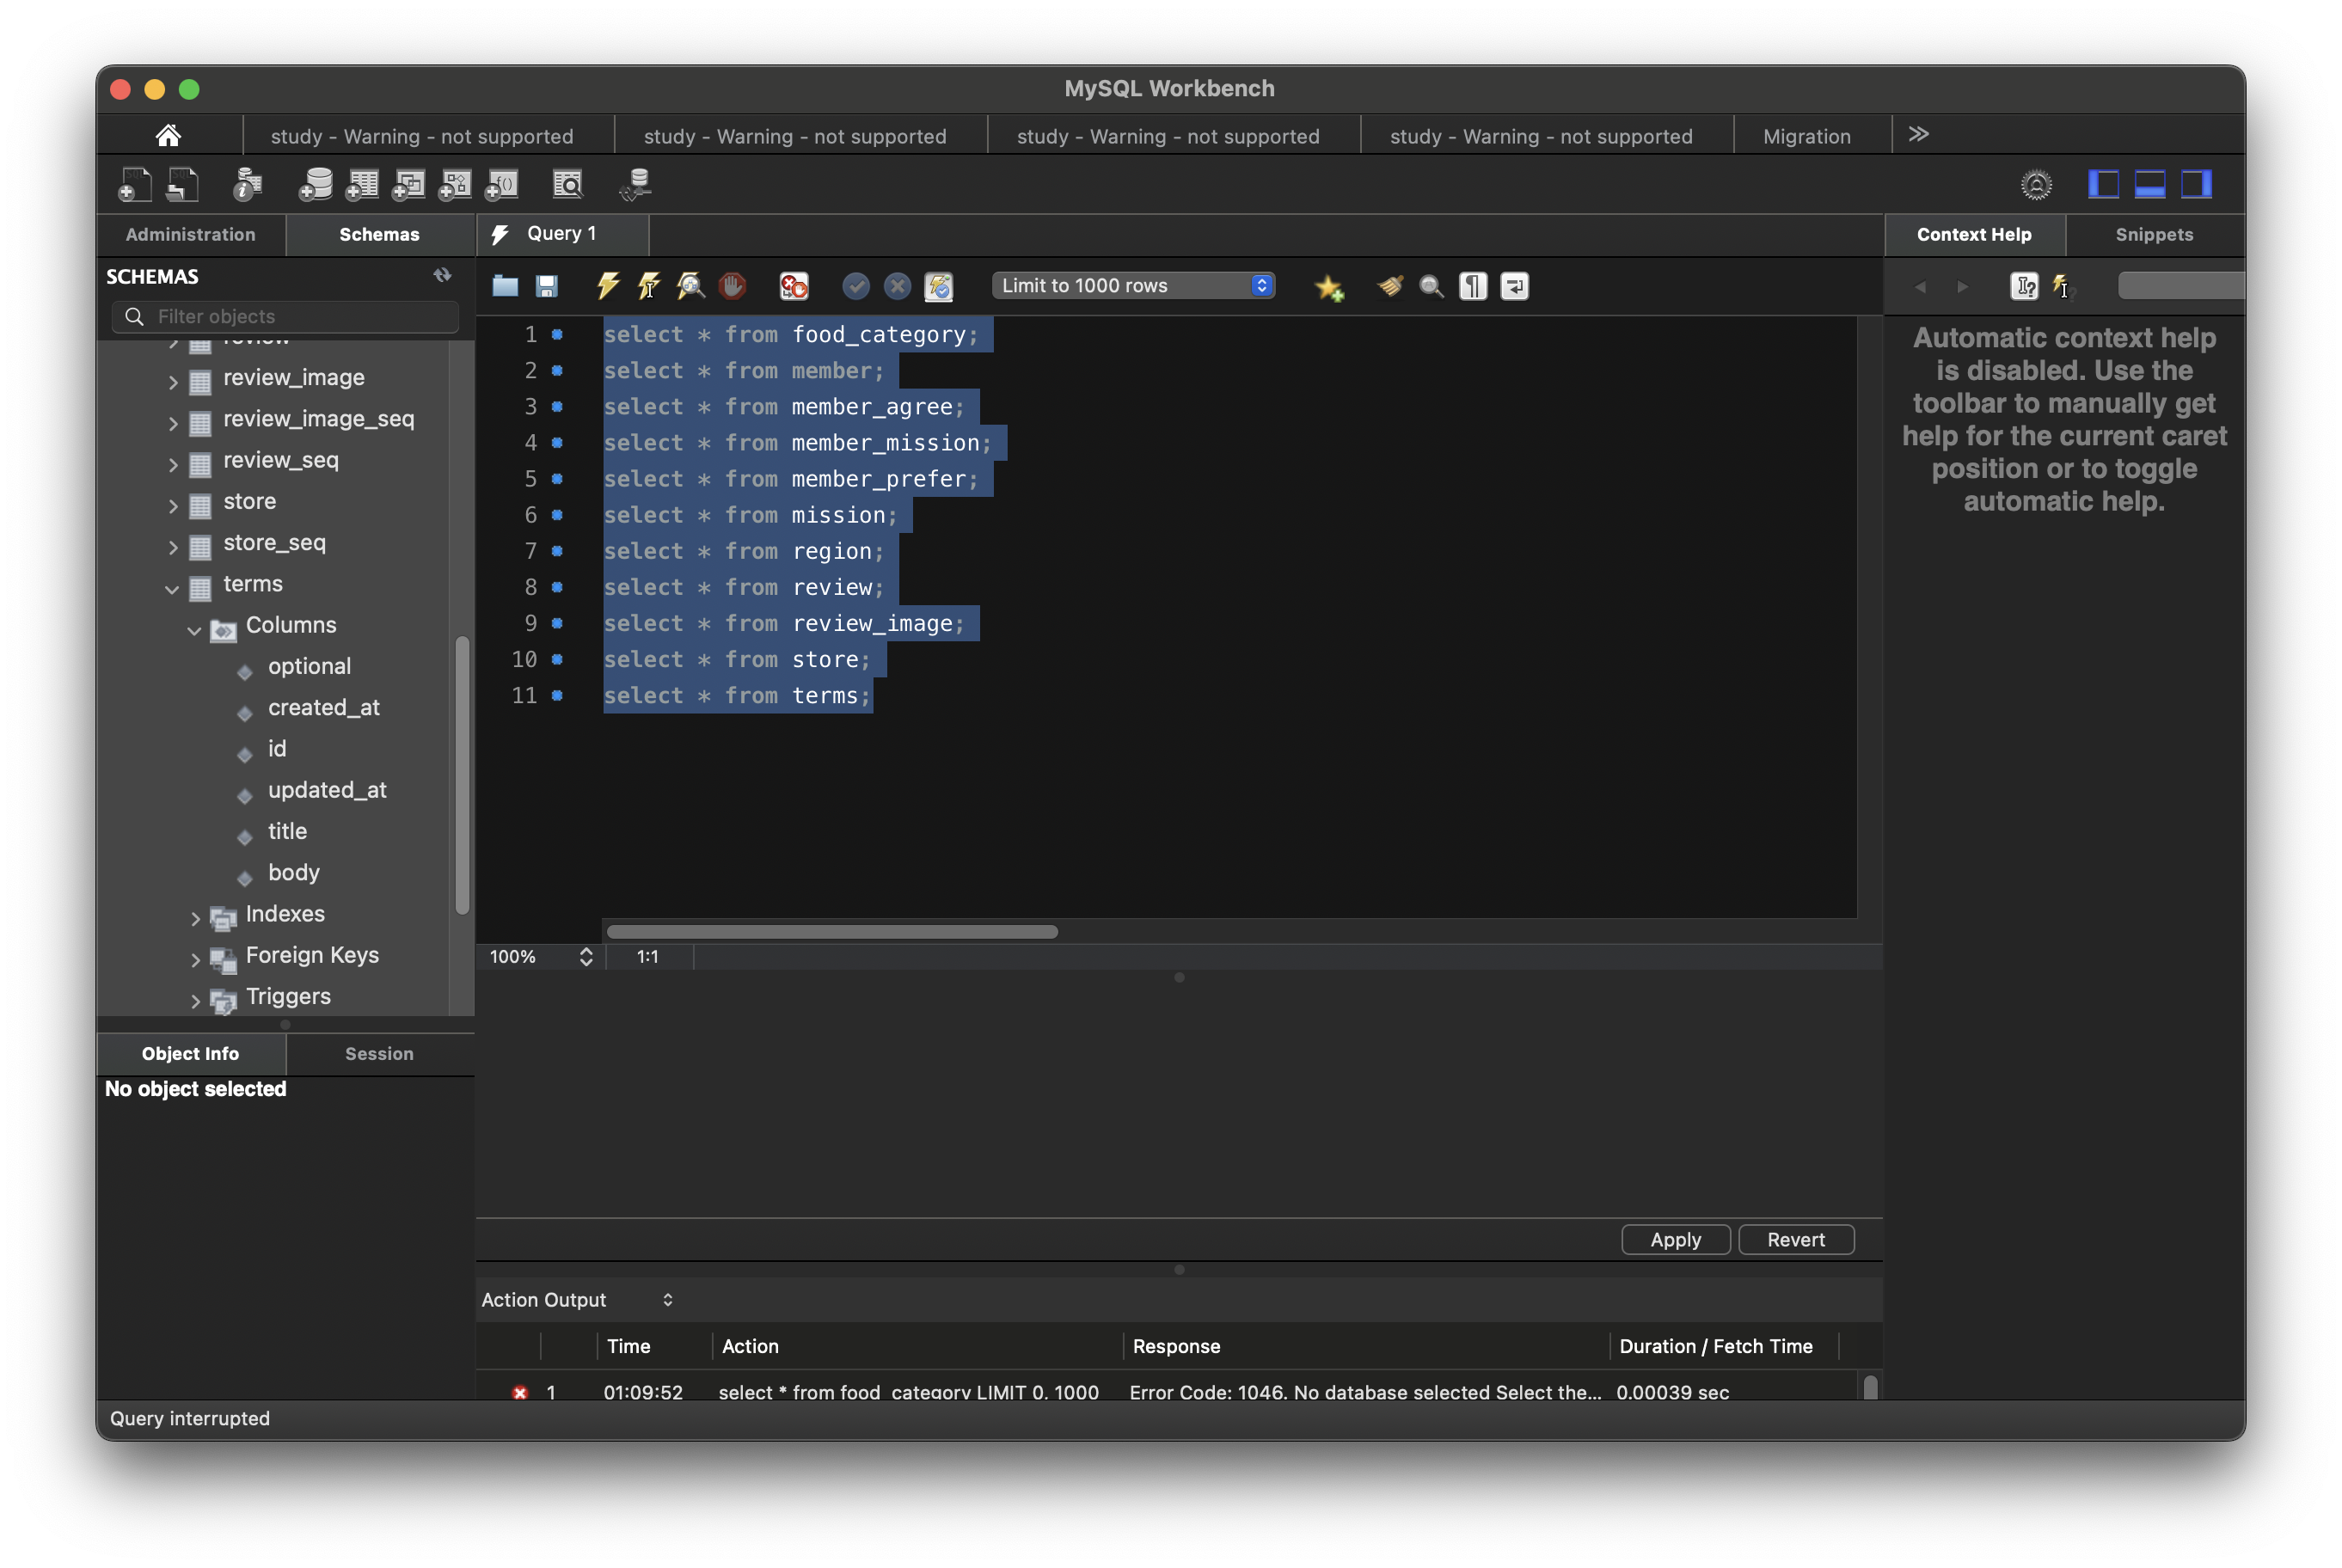 MySQL Workbench
study - Warning - not supported
study - Warning - not supported
study - Warning - not supported
study - Warning - not supported
Migration
Administration
Schemas
SCHEMAS
Filter objects
review
review_image
review_image_seq
review_seq
store
store_seq
terms
Columns
optional
created_at
id
updated_at
title
body
Indexes
Foreign Keys
Triggers
Object Info
Session
No object selected
Query 1
Limit to 1000 rows
1 select * from food_category;
2 select * from member;
3 select * from member_agree;
4 select * from member_mission;
5 select * from member_prefer;
6 select * from mission;
7 select * from region;
8 select * from review;
9 select * from review_image;
10 select * from store;
11 select * from terms;
100%
1:1
Apply
Revert
Action Output
Time Action Response Duration / Fetch Time
1 01:09:52 select * from food_category LIMIT 0, 1000 Error Code: 1046. No database selected Select the... 0.00039 sec
Context Help
Snippets
Automatic context help
is disabled. Use the
toolbar to manually get
help for the current caret
position or to toggle
automatic help.
Query interrupted